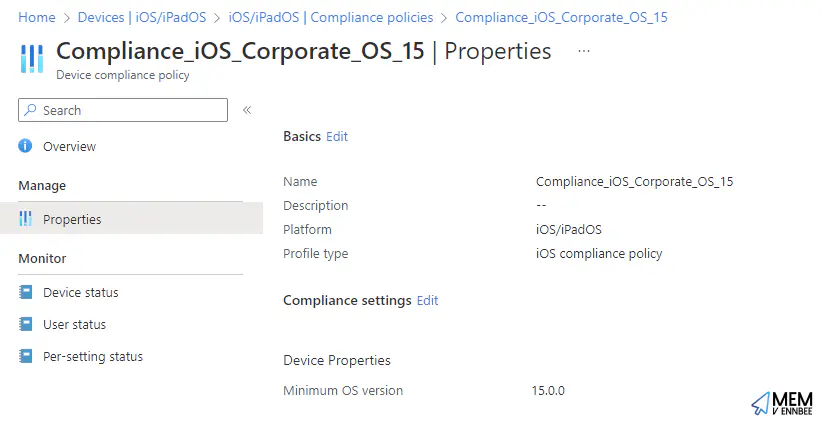 Home > Devices | iOS/iPadOS > iOS/iPadOS | Compliance policies > Compliance_iOS_Corporate_OS_15
Compliance_iOS_Corporate_OS_15 | Properties ...
Device compliance policy
Search «
Overview
Manage
Properties
Monitor
Device status
User status
Per-setting status
Basics Edit
Name Compliance_iOS_Corporate_OS_15
Description --
Platform iOS/iPadOS
Profile type iOS compliance policy
Compliance settings Edit
Device Properties
Minimum OS version 15.0.0
MEM
V ENNBEE